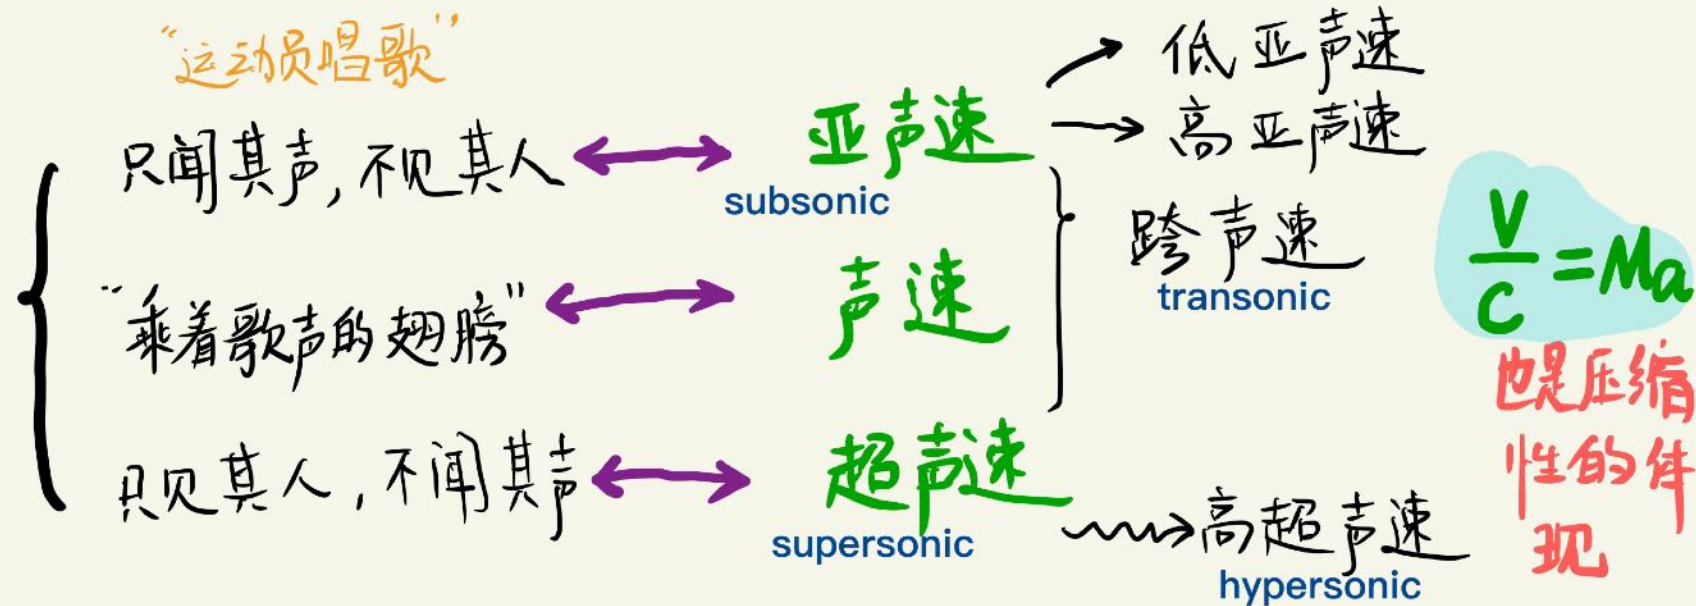 “运动员唱歌”
只闻其声,不见其人
亚声速
subsonic
低亚声速
高亚声速
“乘着歌声的翅膀”
声速
跨声速
transonic
V/C=Ma
也是压缩
性的体
现
只见其人,不闻其声
超声速
supersonic
高超声速
hypersonic